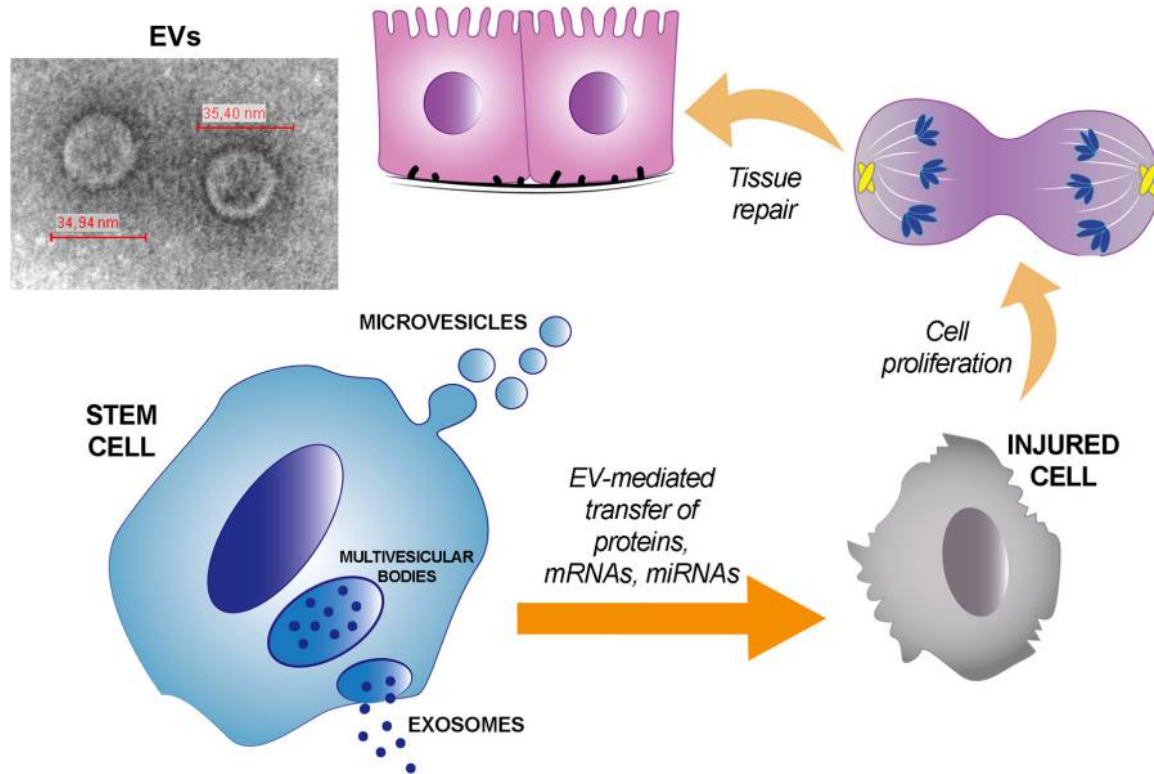 EVs
35,40 nm
34,94 nm
Tissue
repair
MICROVESICLES
Cell
proliferation
STEM
CELL
INJURED
CELL
EV-mediated
transfer of
proteins,
mRNAs, miRNAs
MULTIVESICULAR
BODIES
EXOSOMES